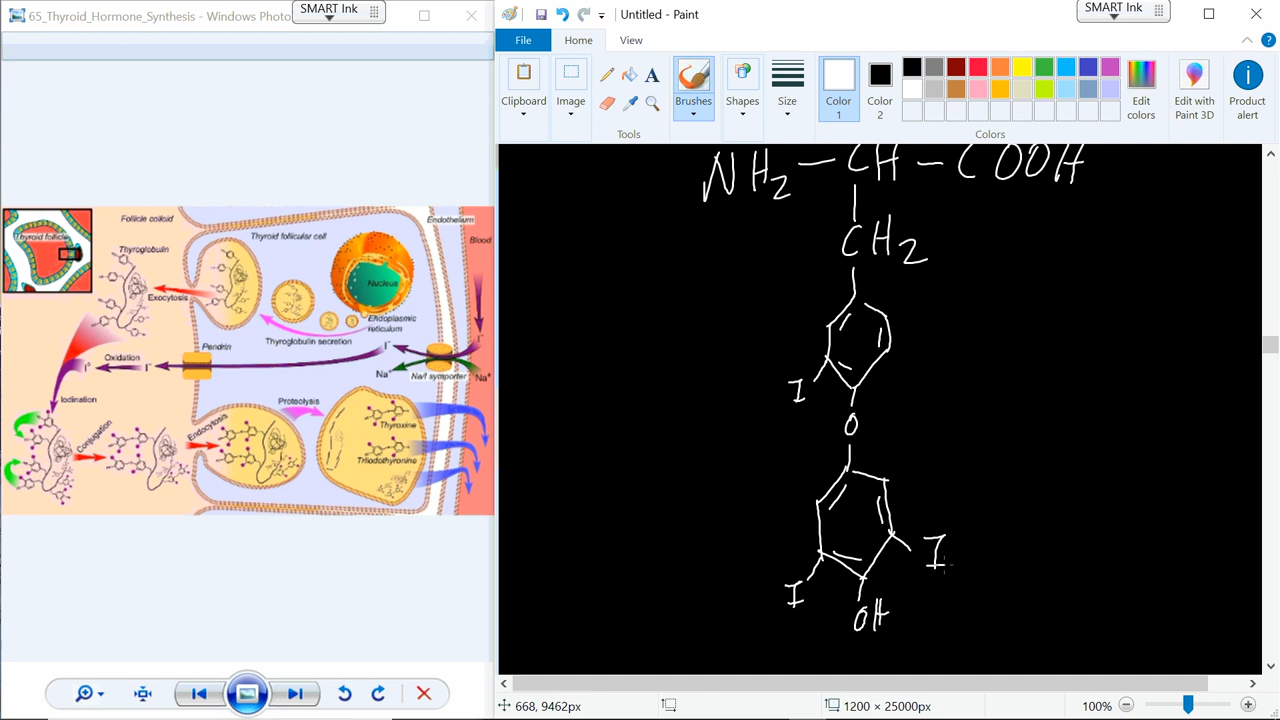 65_Thyroid_Hormone_Synthesis - Windows Photo
SMART Ink
Untitled - Paint
SMART Ink
File
Home
View
Clipboard
Image
Tools
Brushes
Shapes
Size
Color 1
Color 2
Colors
Edit colors
Edit with Paint 3D
Product alert
Thyroid follicle
Follicle colloid
Thyroglobulin
Exocytosis
Thyroid follicular cell
Nucleus
Endoplasmic reticulum
Thyroglobulin secretion
Endothelium
Blood
Pendrin
Oxidation
I⁰
I⁻
I⁻
I⁻
Na⁺
Na/I symporter
Na⁺
Iodination
Conjugation
Endocytosis
Proteolysis
Thyroxine
Triiodothyronine
NH2 - CH - COOH
CH2
I
O
I
I
OH
668, 9462px
1200 × 25000px
100%